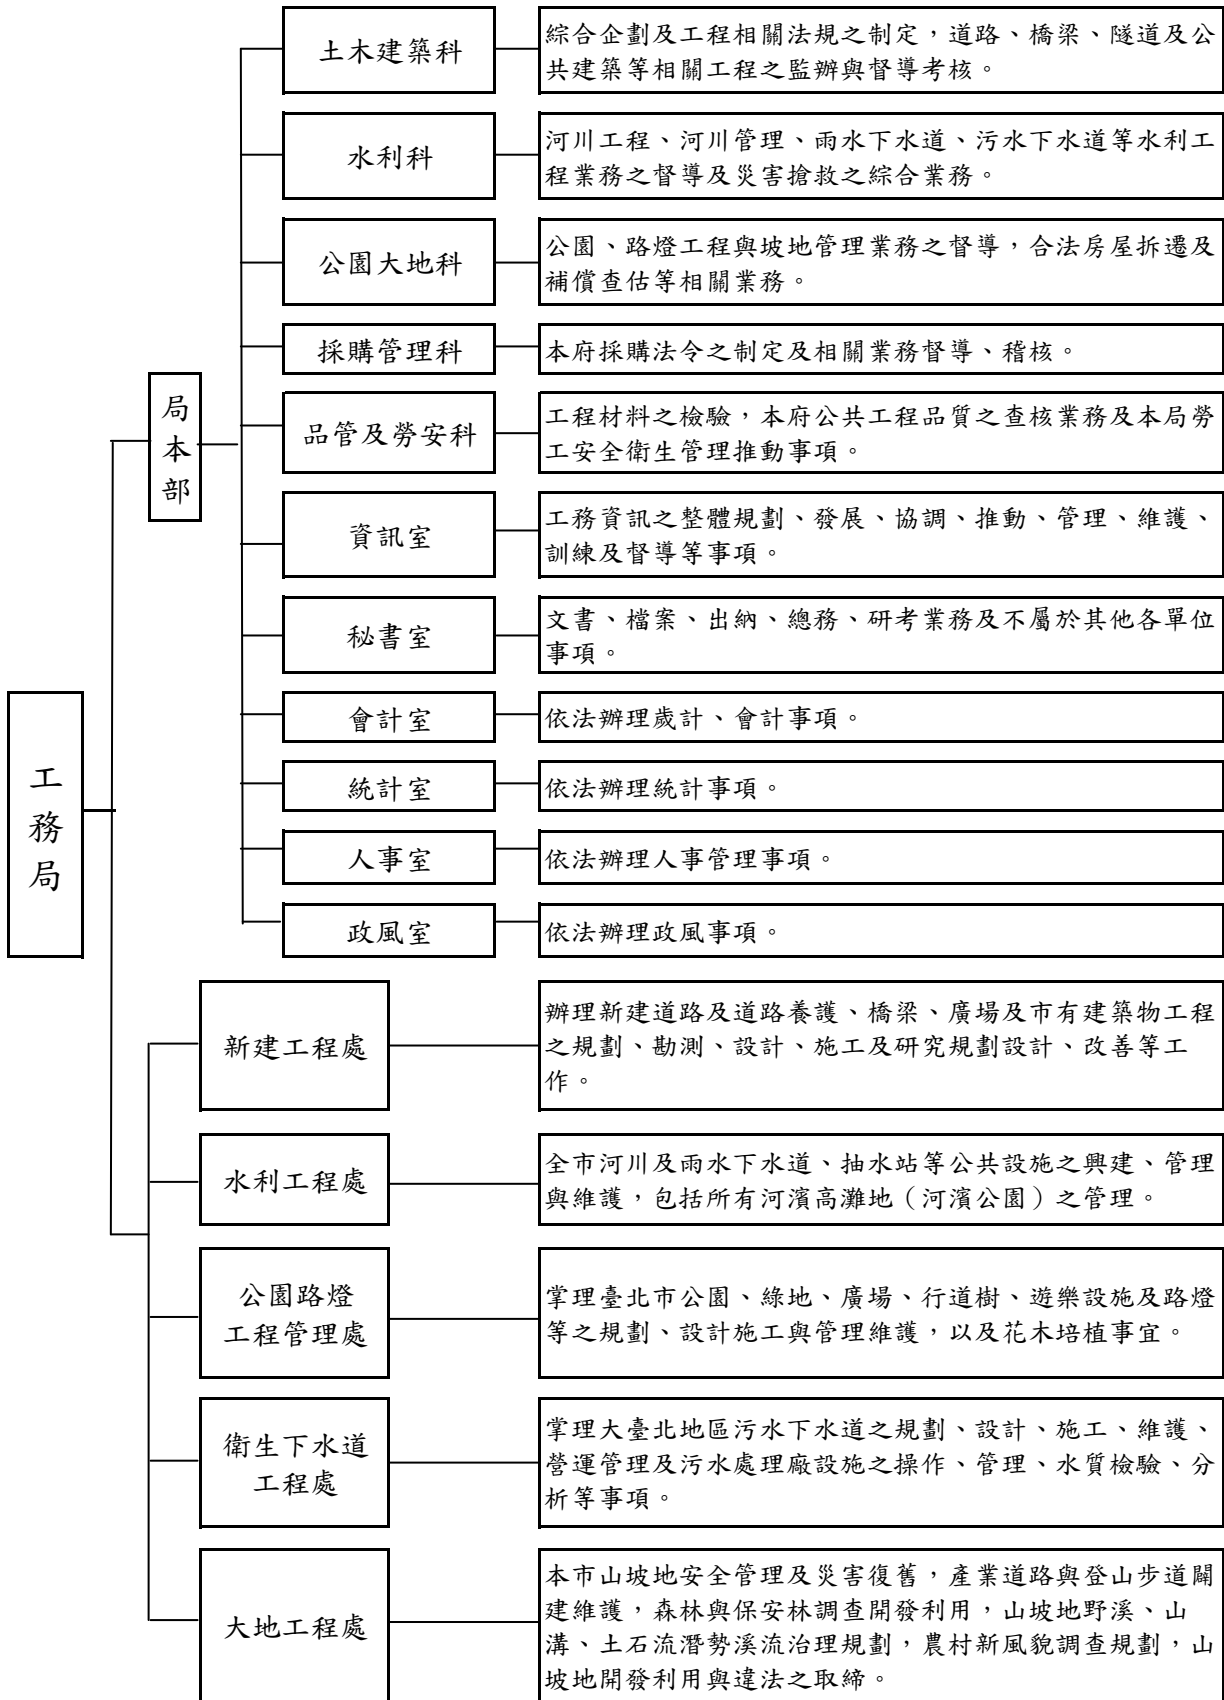 土木建築科
綜合企劃及工程相關法規之制定，道路、橋梁、隧道及公
共建築等相關工程之監辦與督導考核。
水利科
河川工程、河川管理、雨水下水道、污水下水道等水利工
程業務之督導及災害搶救之綜合業務。
公園大地科
公園、路燈工程與坡地管理業務之督導，合法房屋拆遷及
補償查估等相關業務。
採購管理科
本府採購法令之制定及相關業務督導、稽核。
局本部
品管及勞安科
工程材料之檢驗，本府公共工程品質之查核業務及本局勞
工安全衛生管理推動事項。
資訊室
工務資訊之整體規劃、發展、協調、推動、管理、維護、
訓練及督導等事項。
秘書室
文書、檔案、出納、總務、研考業務及不屬於其他各單位
事項。
會計室
依法辦理歲計、會計事項。
工務局
統計室
依法辦理統計事項。
人事室
依法辦理人事管理事項。
政風室
依法辦理政風事項。
新建工程處
辦理新建道路及道路養護、橋梁、廣場及市有建築物工程
之規劃、勘測、設計、施工及研究規劃設計、改善等工
作。
水利工程處
全市河川及雨水下水道、抽水站等公共設施之興建、管理
與維護，包括所有河濱高灘地（河濱公園）之管理。
公園路燈
工程管理處
掌理臺北市公園、綠地、廣場、行道樹、遊樂設施及路燈
等之規劃、設計施工與管理維護，以及花木培植事宜。
衛生下水道
工程處
掌理大臺北地區污水下水道之規劃、設計、施工、維護、
營運管理及污水處理廠設施之操作、管理、水質檢驗、分
析等事項。
大地工程處
本市山坡地安全管理及災害復舊，產業道路與登山步道闢
建維護，森林與保安林調查開發利用，山坡地野溪、山
溝、土石流潛勢溪流治理規劃，農村新風貌調查規劃，山
坡地開發利用與違法之取締。